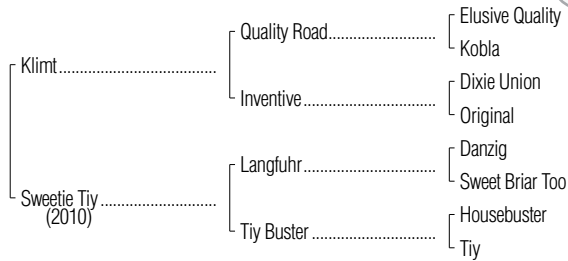 Elusive Quality
Quality Road
Kobla
Klimt
Dixie Union
Inventive
Original
Danzig
Langfuhr
Sweet Briar Too
Sweetie Tiy
(2010)
Housebuster
Tiy Buster
Tiy